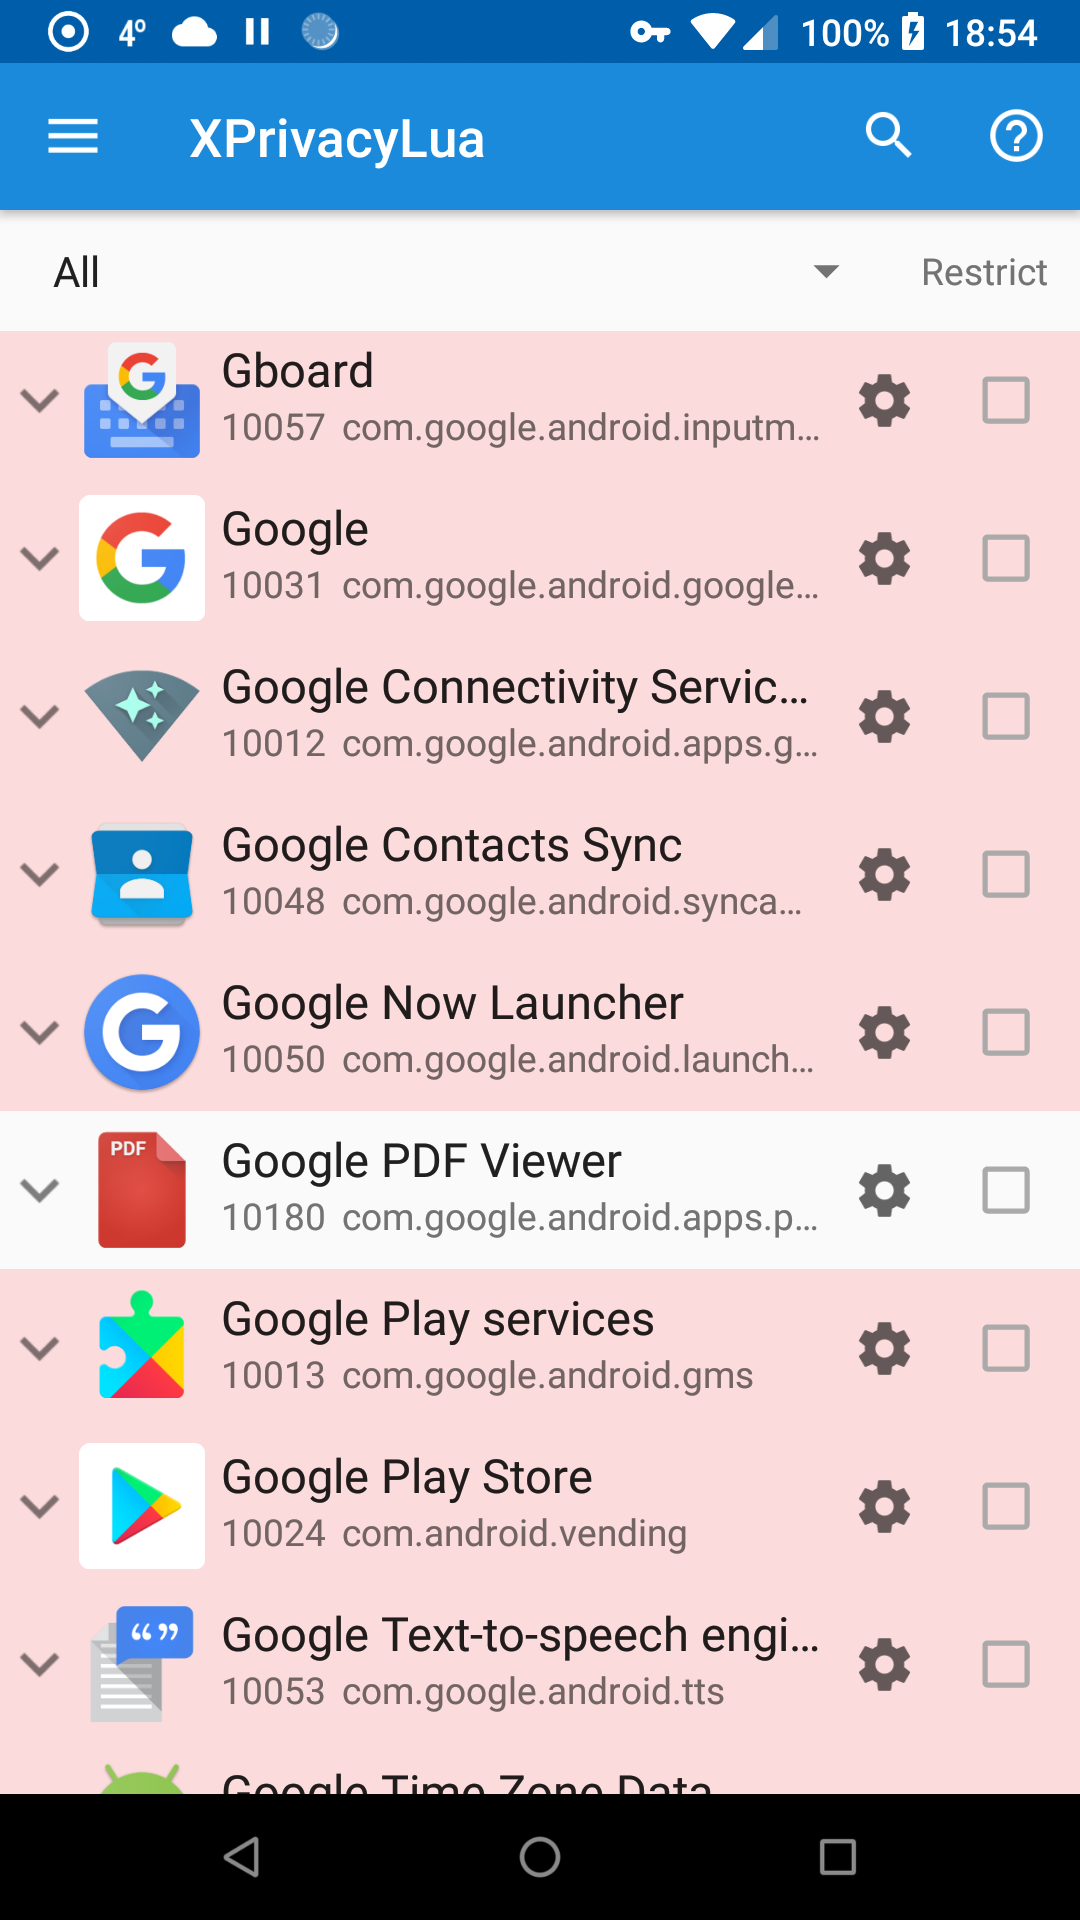 4° 100% 18:54
XPrivacyLua
All Restrict
Gboard
10057 com.google.android.inputm...
Google
10031 com.google.android.google...
Google Connectivity Servic...
10012 com.google.android.apps.g...
Google Contacts Sync
10048 com.google.android.synca...
Google Now Launcher
10050 com.google.android.launch...
PDF
Google PDF Viewer
10180 com.google.android.apps.p...
Google Play services
10013 com.google.android.gms
Google Play Store
10024 com.android.vending
Google Text-to-speech engi...
10053 com.google.android.tts
Google Time Zone Data